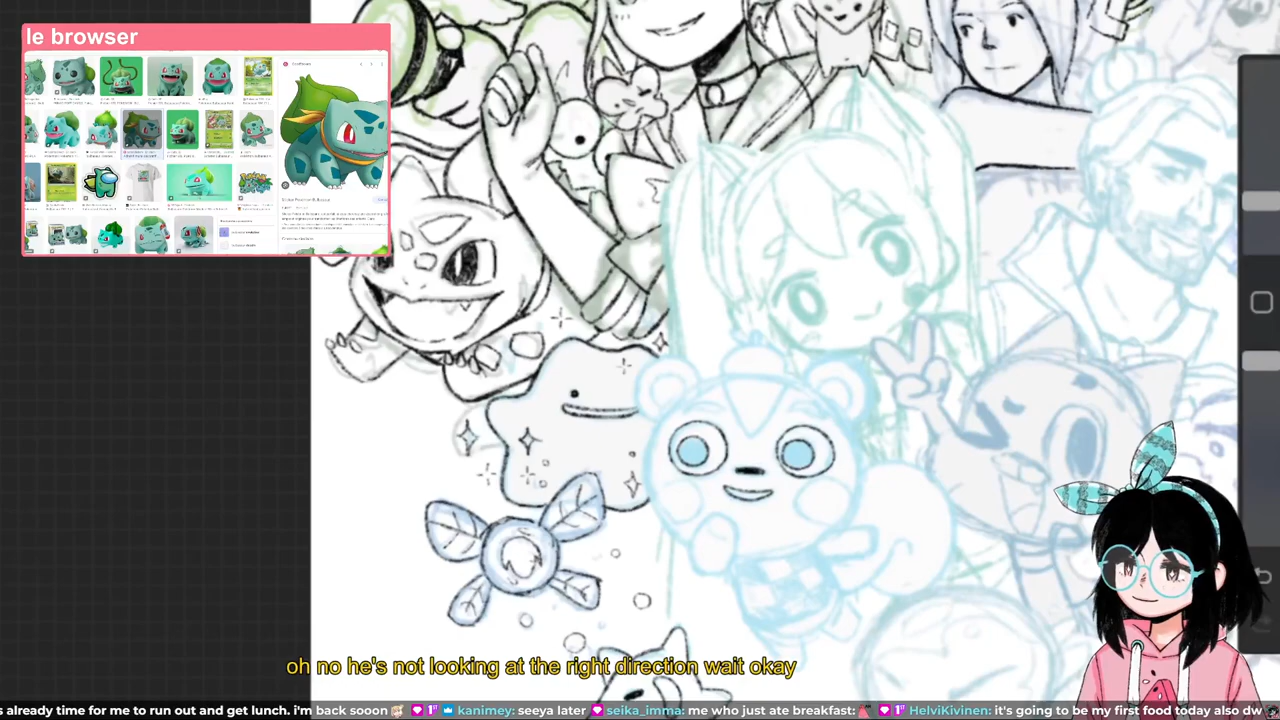 le browser
oh no he's not looking at the right direction wait okay
s already time for me to run out and get lunch. i'm back sooon 1st kanimey: seeya later seika_imma: me who just ate breakfast: 1st HelviKivinen: it's going to be my first food today also dw